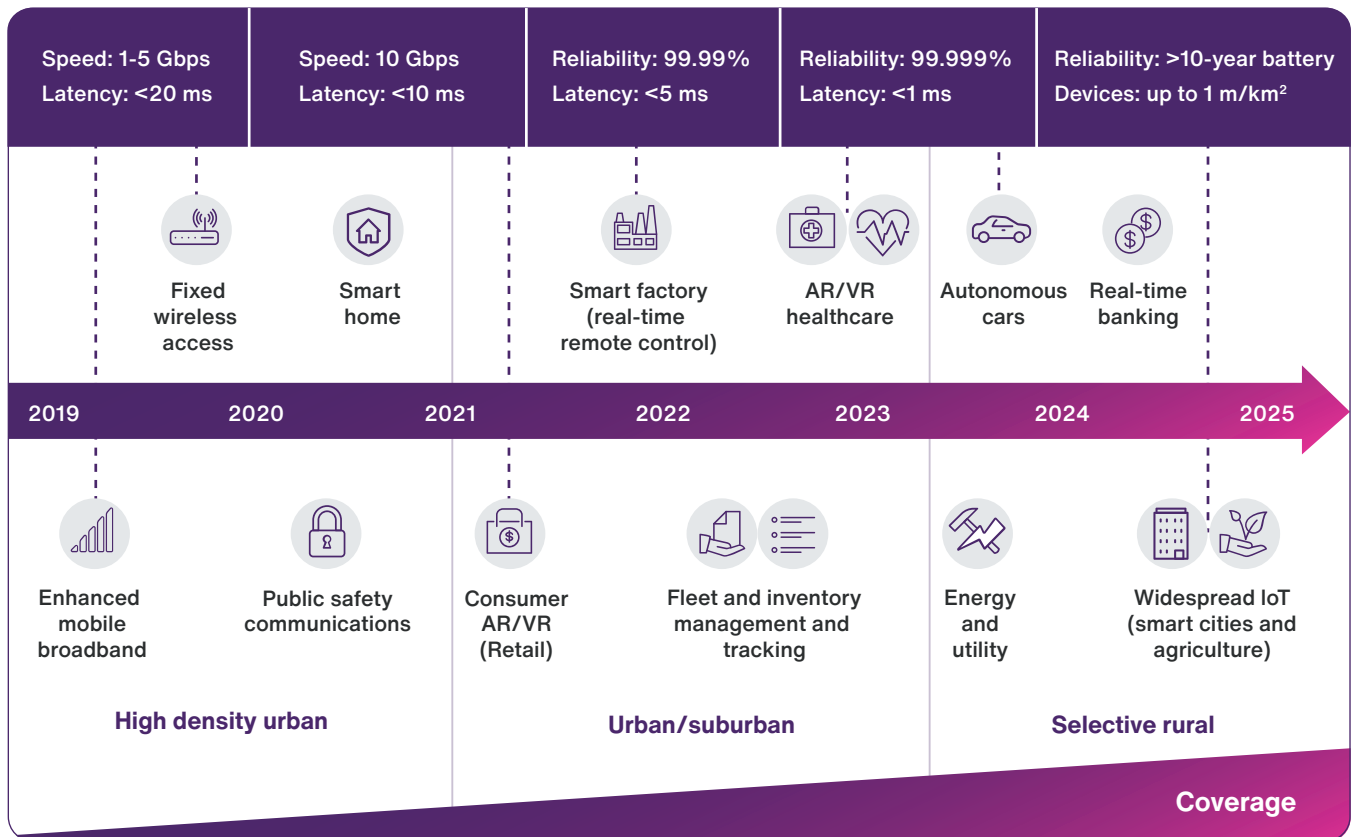 Speed: 1-5 Gbps
Latency: <20 ms
Speed: 10 Gbps
Latency: <10 ms
Reliability: 99.99%
Latency: <5 ms
Reliability: 99.999%
Latency: <1 ms
Reliability: >10-year battery
Devices: up to 1 m/km²
Fixed
wireless
access
Smart
home
Smart factory
(real-time
remote control)
AR/VR
healthcare
Autonomous
cars
$
$
Real-time
banking
2019 2020 2021 2022 2023 2024 2025
Enhanced
mobile
broadband
Public safety
communications
$
Consumer
AR/VR
(Retail)
Fleet and inventory
management and
tracking
Energy
and
utility
Widespread IoT
(smart cities and
agriculture)
High density urban
Urban/suburban
Selective rural
Coverage